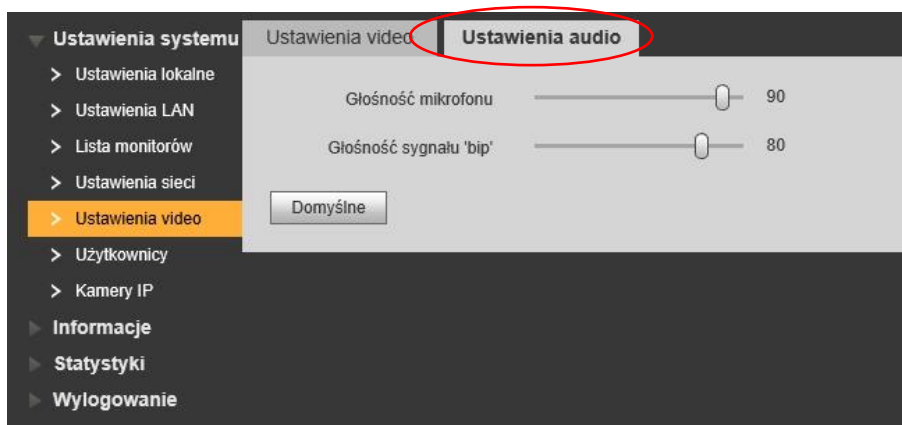 Ustawienia systemu
Ustawienia lokalne
Ustawienia LAN
Lista monitorów
Ustawienia sieci
Ustawienia video
Użytkownicy
Kamery IP
Informacje
Statystyki
Wylogowanie
Ustawienia video Ustawienia audio
Głośność mikrofonu 90
Głośność sygnału 'bip' 80
Domyślne